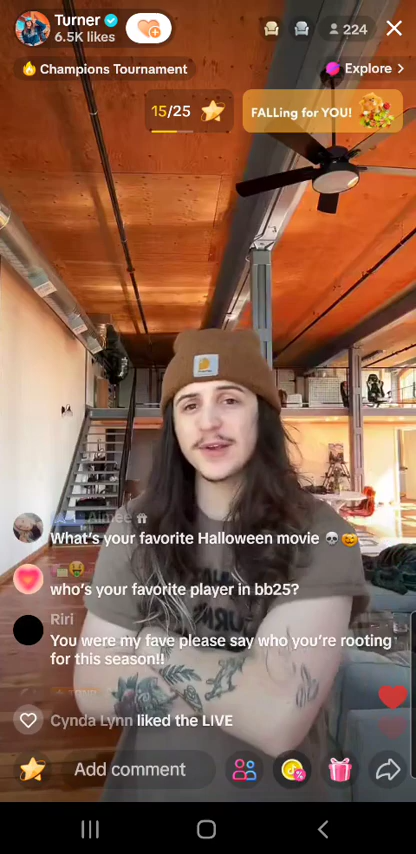 Turner
6.5K likes
224
Champions Tournament
Explore >
15/25
FALLing for YOU!
Aimee
What's your favorite Halloween movie 💀🎃
who's your favorite player in bb25?
Riri
You were my fave please say who you're rooting
for this season!!
Cynda Lynn liked the LIVE
Add comment